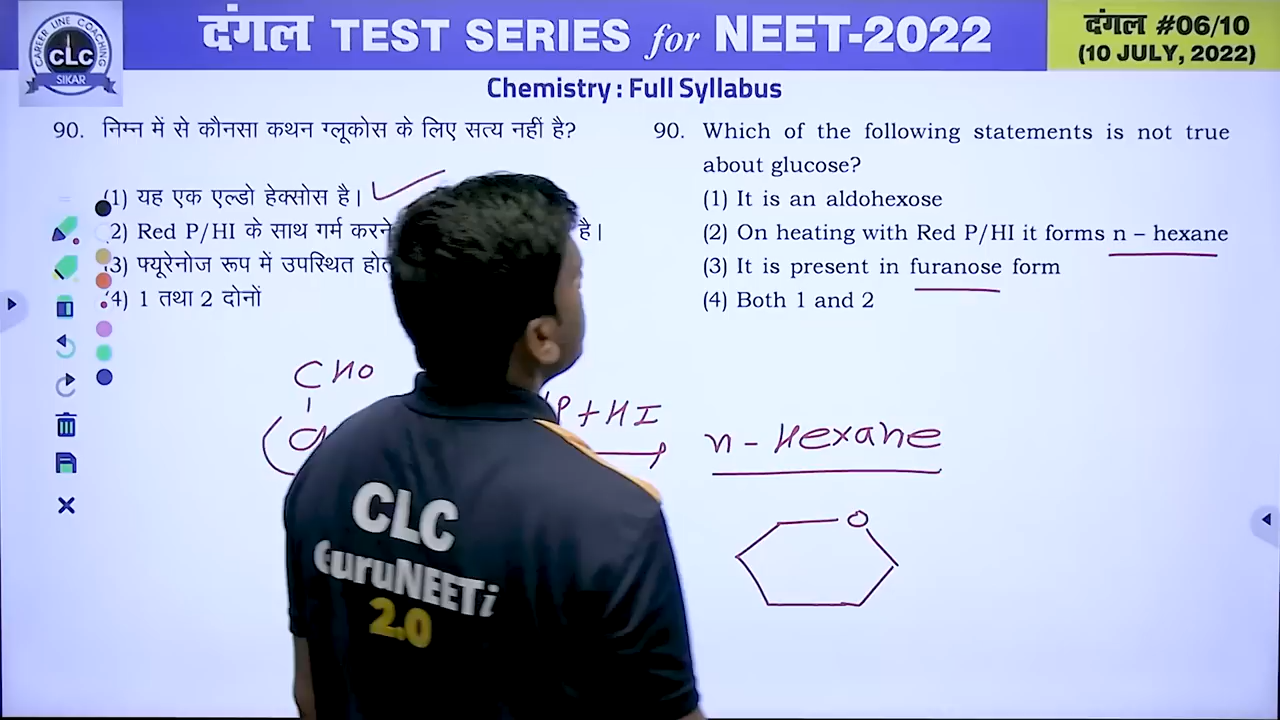 CAREER LINE COACHING
CLC
SIKAR
दंगल TEST SERIES for NEET-2022
दंगल #06/10
(10 JULY, 2022)
Chemistry : Full Syllabus
90. निम्न में से कौनसा कथन ग्लूकोस के लिए सत्य नहीं है?
(1) यह एक एल्डो हेक्सोस है।
2) Red P/HI के साथ गर्म करने है।
3) फ्यूरेनोज रूप में उपस्थित
(4) 1 तथा 2 दोनों
90. Which of the following statements is not true
about glucose?
(1) It is an aldohexose
(2) On heating with Red P/HI it forms n – hexane
(3) It is present in furanose form
(4) Both 1 and 2
CHO
P + HI
n - Hexane
O
CLC
GuruNEETi
2.0